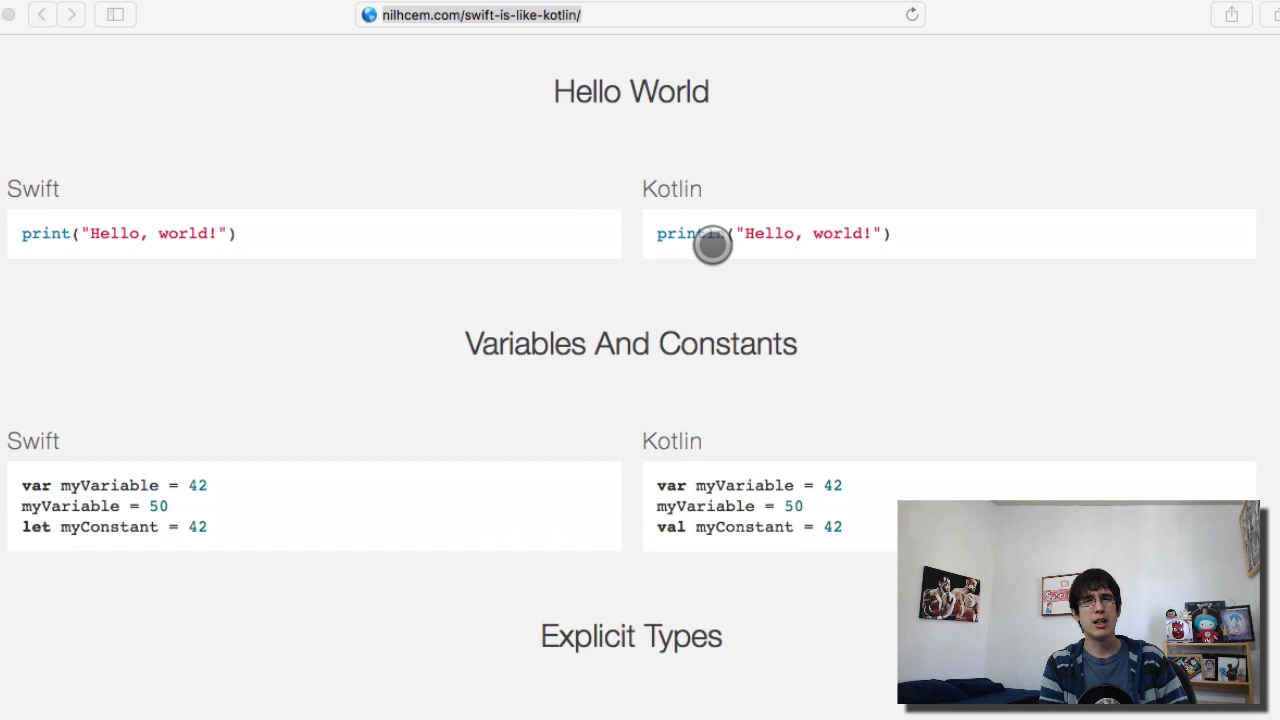 nilhcem.com/swift-is-like-kotlin/
Hello World
Swift
print("Hello, world!")
Kotlin
println("Hello, world!")
Variables And Constants
Swift
var myVariable = 42
myVariable = 50
let myConstant = 42
Kotlin
var myVariable = 42
myVariable = 50
val myConstant = 42
Explicit Types